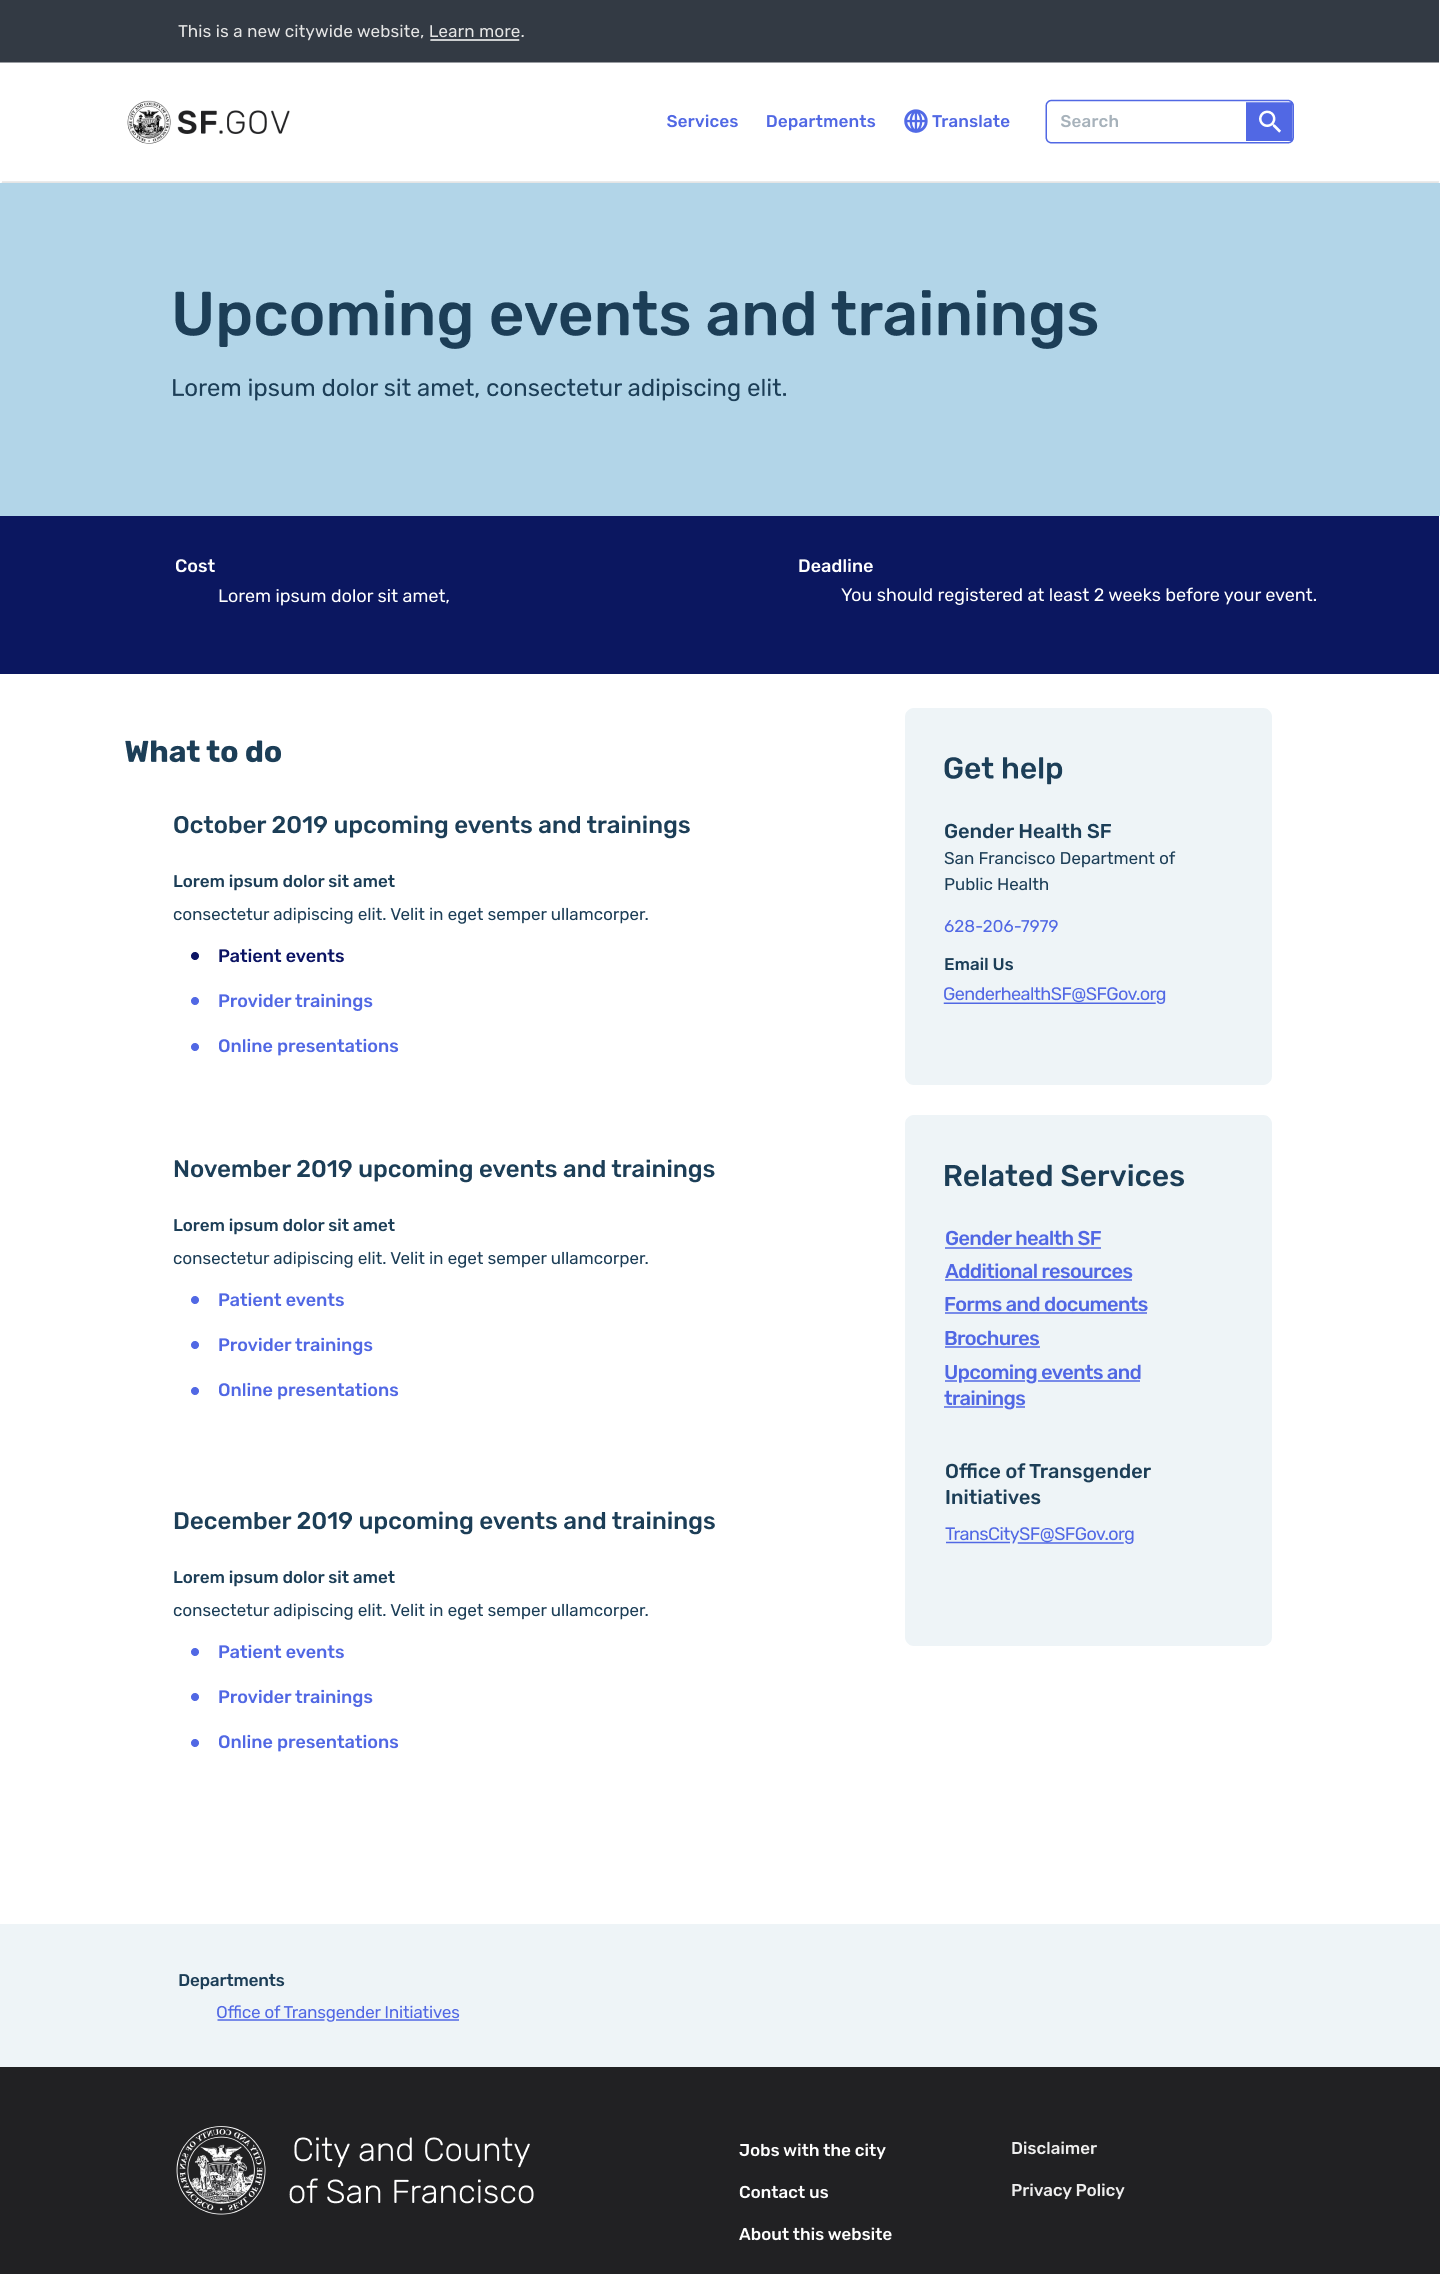 This is a new citywide website, Learn more.
SF.GOV
Services
Departments
Translate
Search
Upcoming events and trainings
Lorem ipsum dolor sit amet, consectetur adipiscing elit.
Cost
Lorem ipsum dolor sit amet,
Deadline
You should registered at least 2 weeks before your event.
What to do
October 2019 upcoming events and trainings
Lorem ipsum dolor sit amet
consectetur adipiscing elit. Velit in eget semper ullamcorper.
Patient events
Provider trainings
Online presentations
November 2019 upcoming events and trainings
Lorem ipsum dolor sit amet
consectetur adipiscing elit. Velit in eget semper ullamcorper.
Patient events
Provider trainings
Online presentations
December 2019 upcoming events and trainings
Lorem ipsum dolor sit amet
consectetur adipiscing elit. Velit in eget semper ullamcorper.
Patient events
Provider trainings
Online presentations
Get help
Gender Health SF
San Francisco Department of
Public Health
628-206-7979
Email Us
GenderhealthSF@SFGov.org
Related Services
Gender health SF
Additional resources
Forms and documents
Brochures
Upcoming events and
trainings
Office of Transgender
Initiatives
TransCitySF@SFGov.org
Departments
Office of Transgender Initiatives
City and County
of San Francisco
Jobs with the city
Contact us
About this website
Disclaimer
Privacy Policy